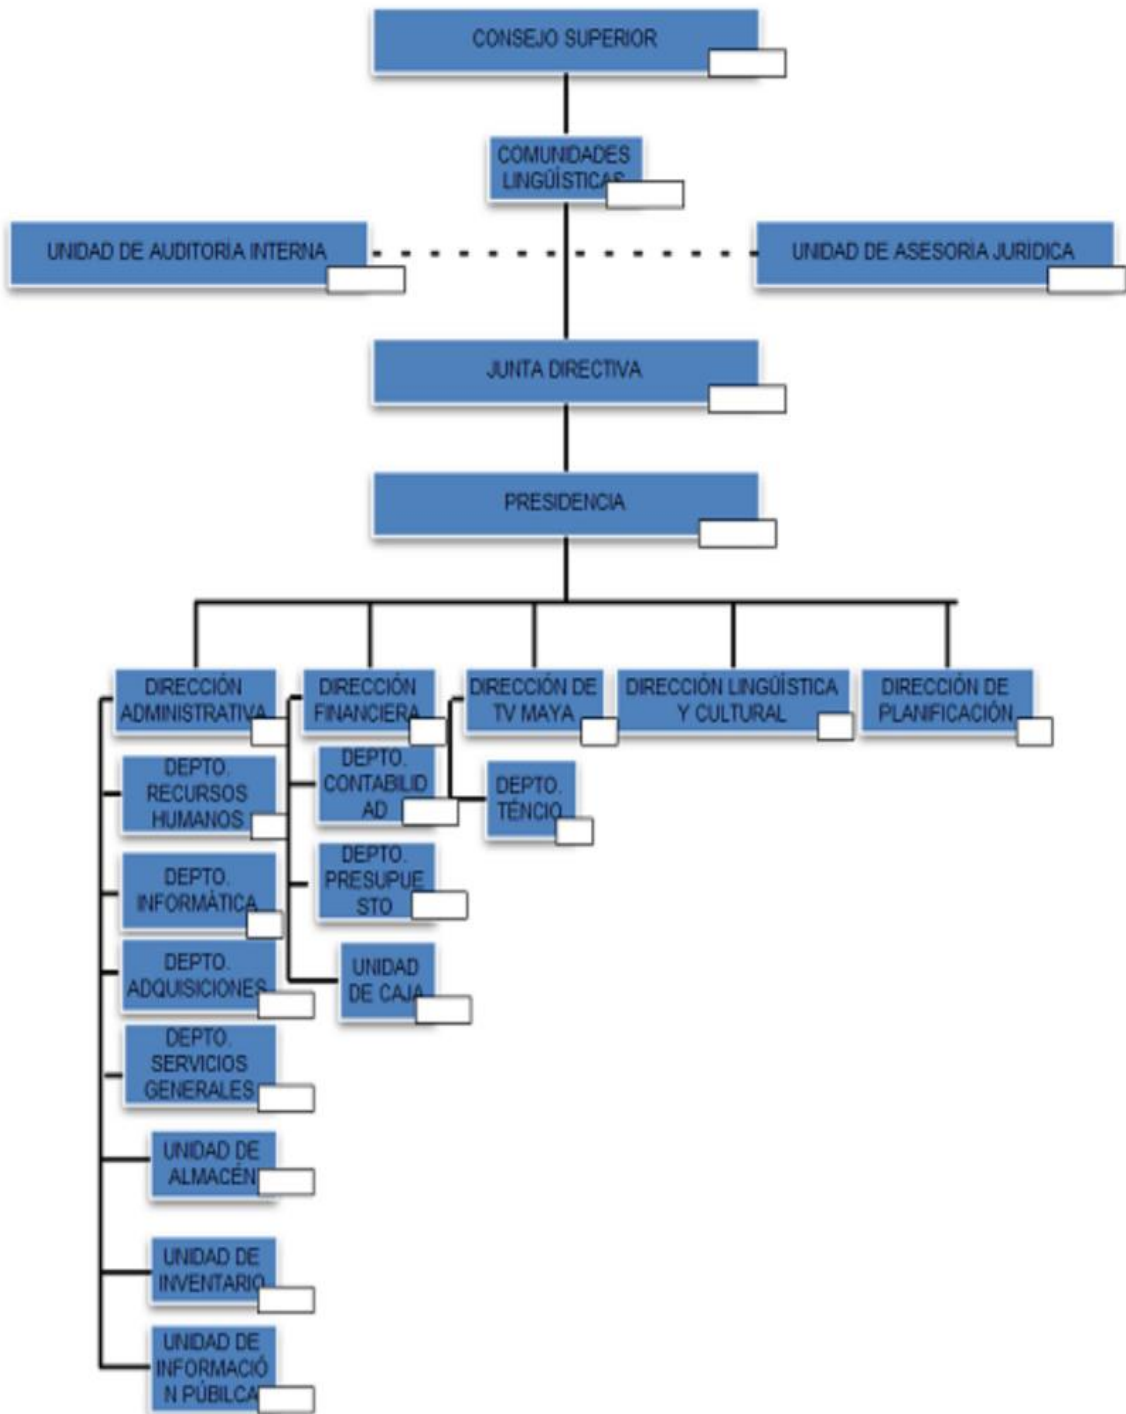 CONSEJO SUPERIOR
COMUNIDADES
LINGÜÍSTICAS
UNIDAD DE AUDITORÍA INTERNA
UNIDAD DE ASESORÍA JURÍDICA
JUNTA DIRECTIVA
PRESIDENCIA
DIRECCIÓN
ADMINISTRATIVA
DIRECCIÓN
FINANCIERA
DIRECCIÓN DE
TV MAYA
DIRECCIÓN LINGÜÍSTICA
Y CULTURAL
DIRECCIÓN DE
PLANIFICACIÓN
DEPTO.
RECURSOS
HUMANOS
DEPTO.
CONTABILID
AD
DEPTO.
TÉNCIO
DEPTO.
INFORMÁTICA
DEPTO.
PRESUPUE
STO
DEPTO.
ADQUISICIONES
UNIDAD
DE CAJA
DEPTO.
SERVICIOS
GENERALES
UNIDAD DE
ALMACÉN
UNIDAD DE
INVENTARIO
UNIDAD DE
INFORMACIÓ
N PÚBILCA